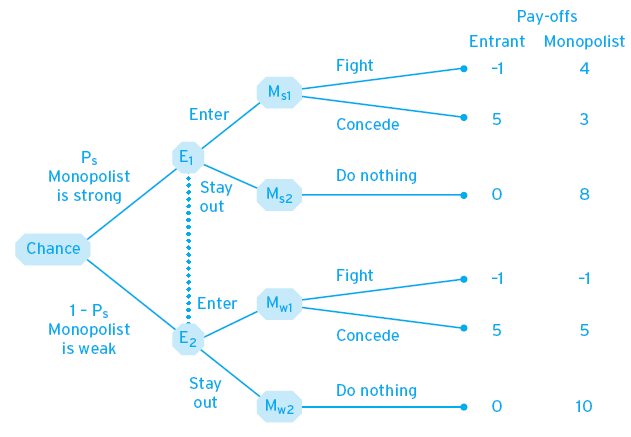 Pay-offs
Entrant Monopolist
Fight -1 4
Ms1
Enter
Concede 5 3
E1
Ps
Monopolist
is strong
Stay
out
Ms2
Do nothing 0 8
Chance
Fight -1 -1
Enter
Mw1
1 - Ps
Monopolist
is weak
E2
Concede 5 5
Stay
out
Do nothing 0 10
Mw2